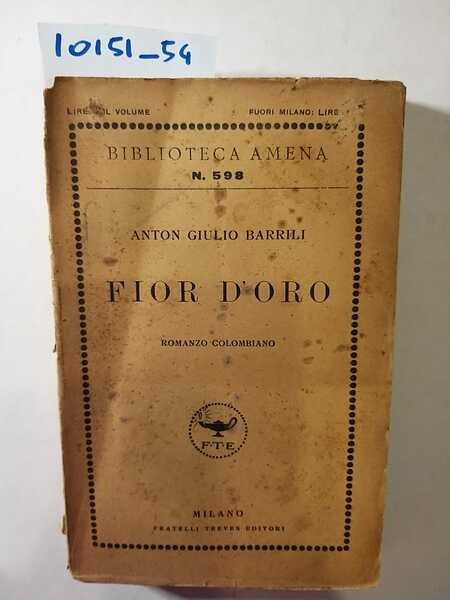 10151_54
LIRE IL VOLUME FUORI MILANO: LIRE
BIBLIOTECA AMENA
N. 598
ANTON GIULIO BARRILI
FIOR D'ORO
ROMANZO COLOMBIANO
F·T·E
MILANO
FRATELLI TREVES EDITORI